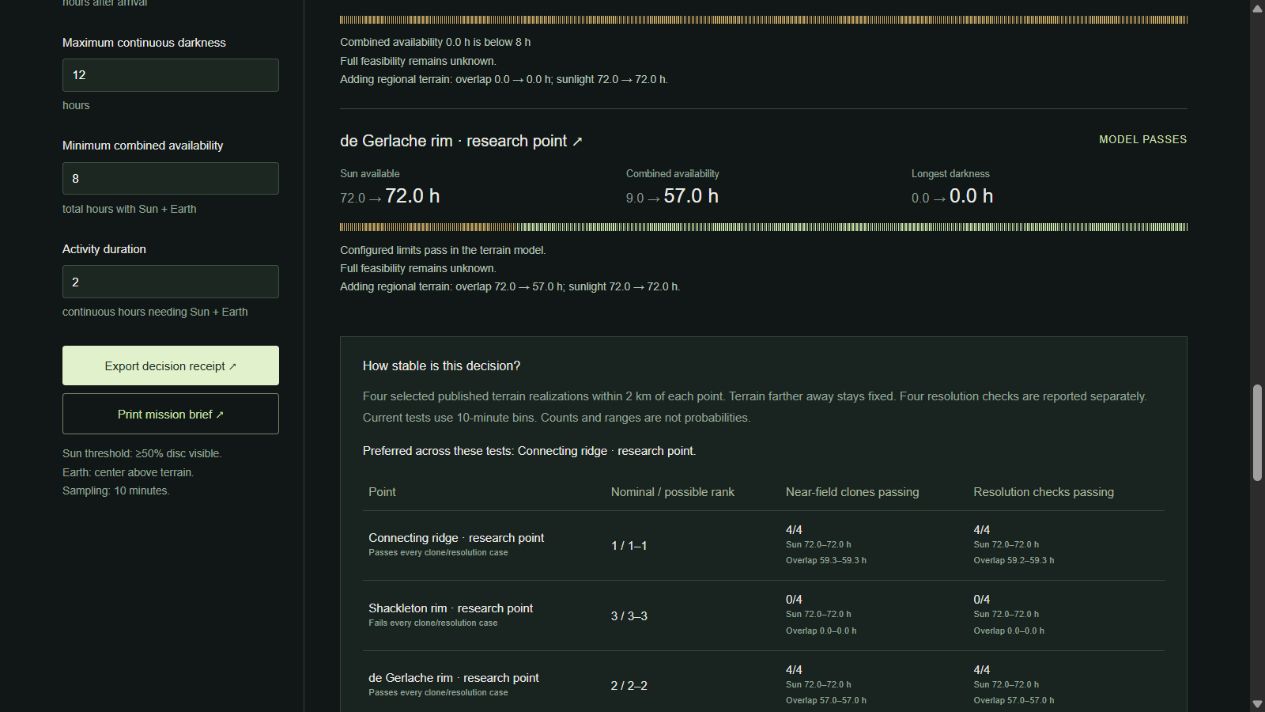 hours after arrival
Maximum continuous darkness
12
hours
Minimum combined availability
8
total hours with Sun + Earth
Activity duration
2
continuous hours needing Sun + Earth
Export decision receipt ↗
Print mission brief ↗
Sun threshold: ≥50% disc visible.
Earth: center above terrain.
Sampling: 10 minutes.
Combined availability 0.0 h is below 8 h
Full feasibility remains unknown.
Adding regional terrain: overlap 0.0 → 0.0 h; sunlight 72.0 → 72.0 h.
de Gerlache rim · research point ↗
MODEL PASSES
Sun available
72.0 → 72.0 h
Combined availability
9.0 → 57.0 h
Longest darkness
0.0 → 0.0 h
Configured limits pass in the terrain model.
Full feasibility remains unknown.
Adding regional terrain: overlap 72.0 → 57.0 h; sunlight 72.0 → 72.0 h.
How stable is this decision?
Four selected published terrain realizations within 2 km of each point. Terrain farther away stays fixed. Four resolution checks are reported separately.
Current tests use 10-minute bins. Counts and ranges are not probabilities.
Preferred across these tests: Connecting ridge · research point.
Point Nominal / possible rank Near-field clones passing Resolution checks passing
Connecting ridge · research point
Passes every clone/resolution case
1 / 1–1
4/4
Sun 72.0–72.0 h
Overlap 59.3–59.3 h
4/4
Sun 72.0–72.0 h
Overlap 59.2–59.3 h
Shackleton rim · research point
Fails every clone/resolution case
3 / 3–3
0/4
Sun 72.0–72.0 h
Overlap 0.0–0.0 h
0/4
Sun 72.0–72.0 h
Overlap 0.0–0.0 h
de Gerlache rim · research point
Passes every clone/resolution case
2 / 2–2
4/4
Sun 72.0–72.0 h
Overlap 57.0–57.0 h
4/4
Sun 72.0–72.0 h
Overlap 57.0–57.0 h